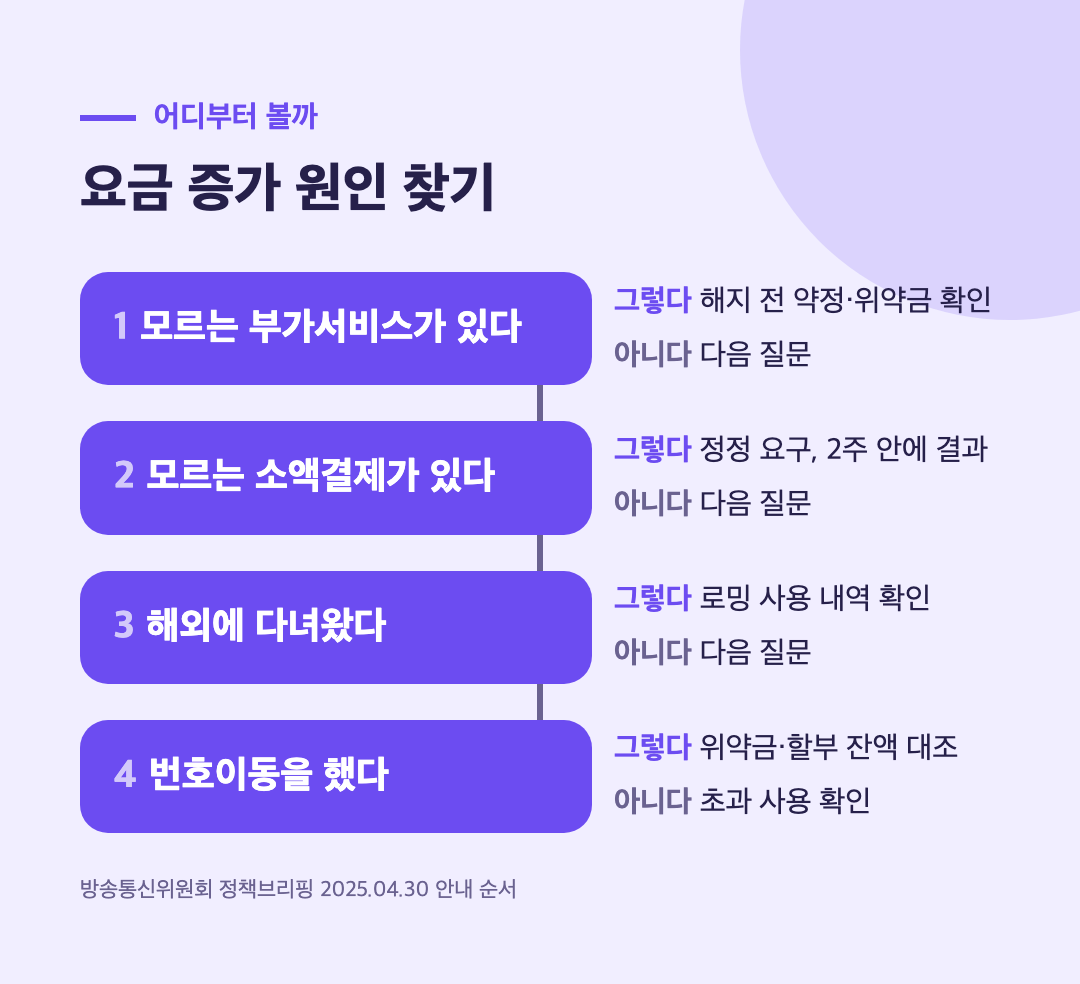 어디부터 볼까
요금 증가 원인 찾기
1 모르는 부가서비스가 있다
그렇다 해지 전 약정·위약금 확인
아니다 다음 질문
2 모르는 소액결제가 있다
그렇다 정정 요구, 2주 안에 결과
아니다 다음 질문
3 해외에 다녀왔다
그렇다 로밍 사용 내역 확인
아니다 다음 질문
4 번호이동을 했다
그렇다 위약금·할부 잔액 대조
아니다 초과 사용 확인
방송통신위원회 정책브리핑 2025.04.30 안내 순서